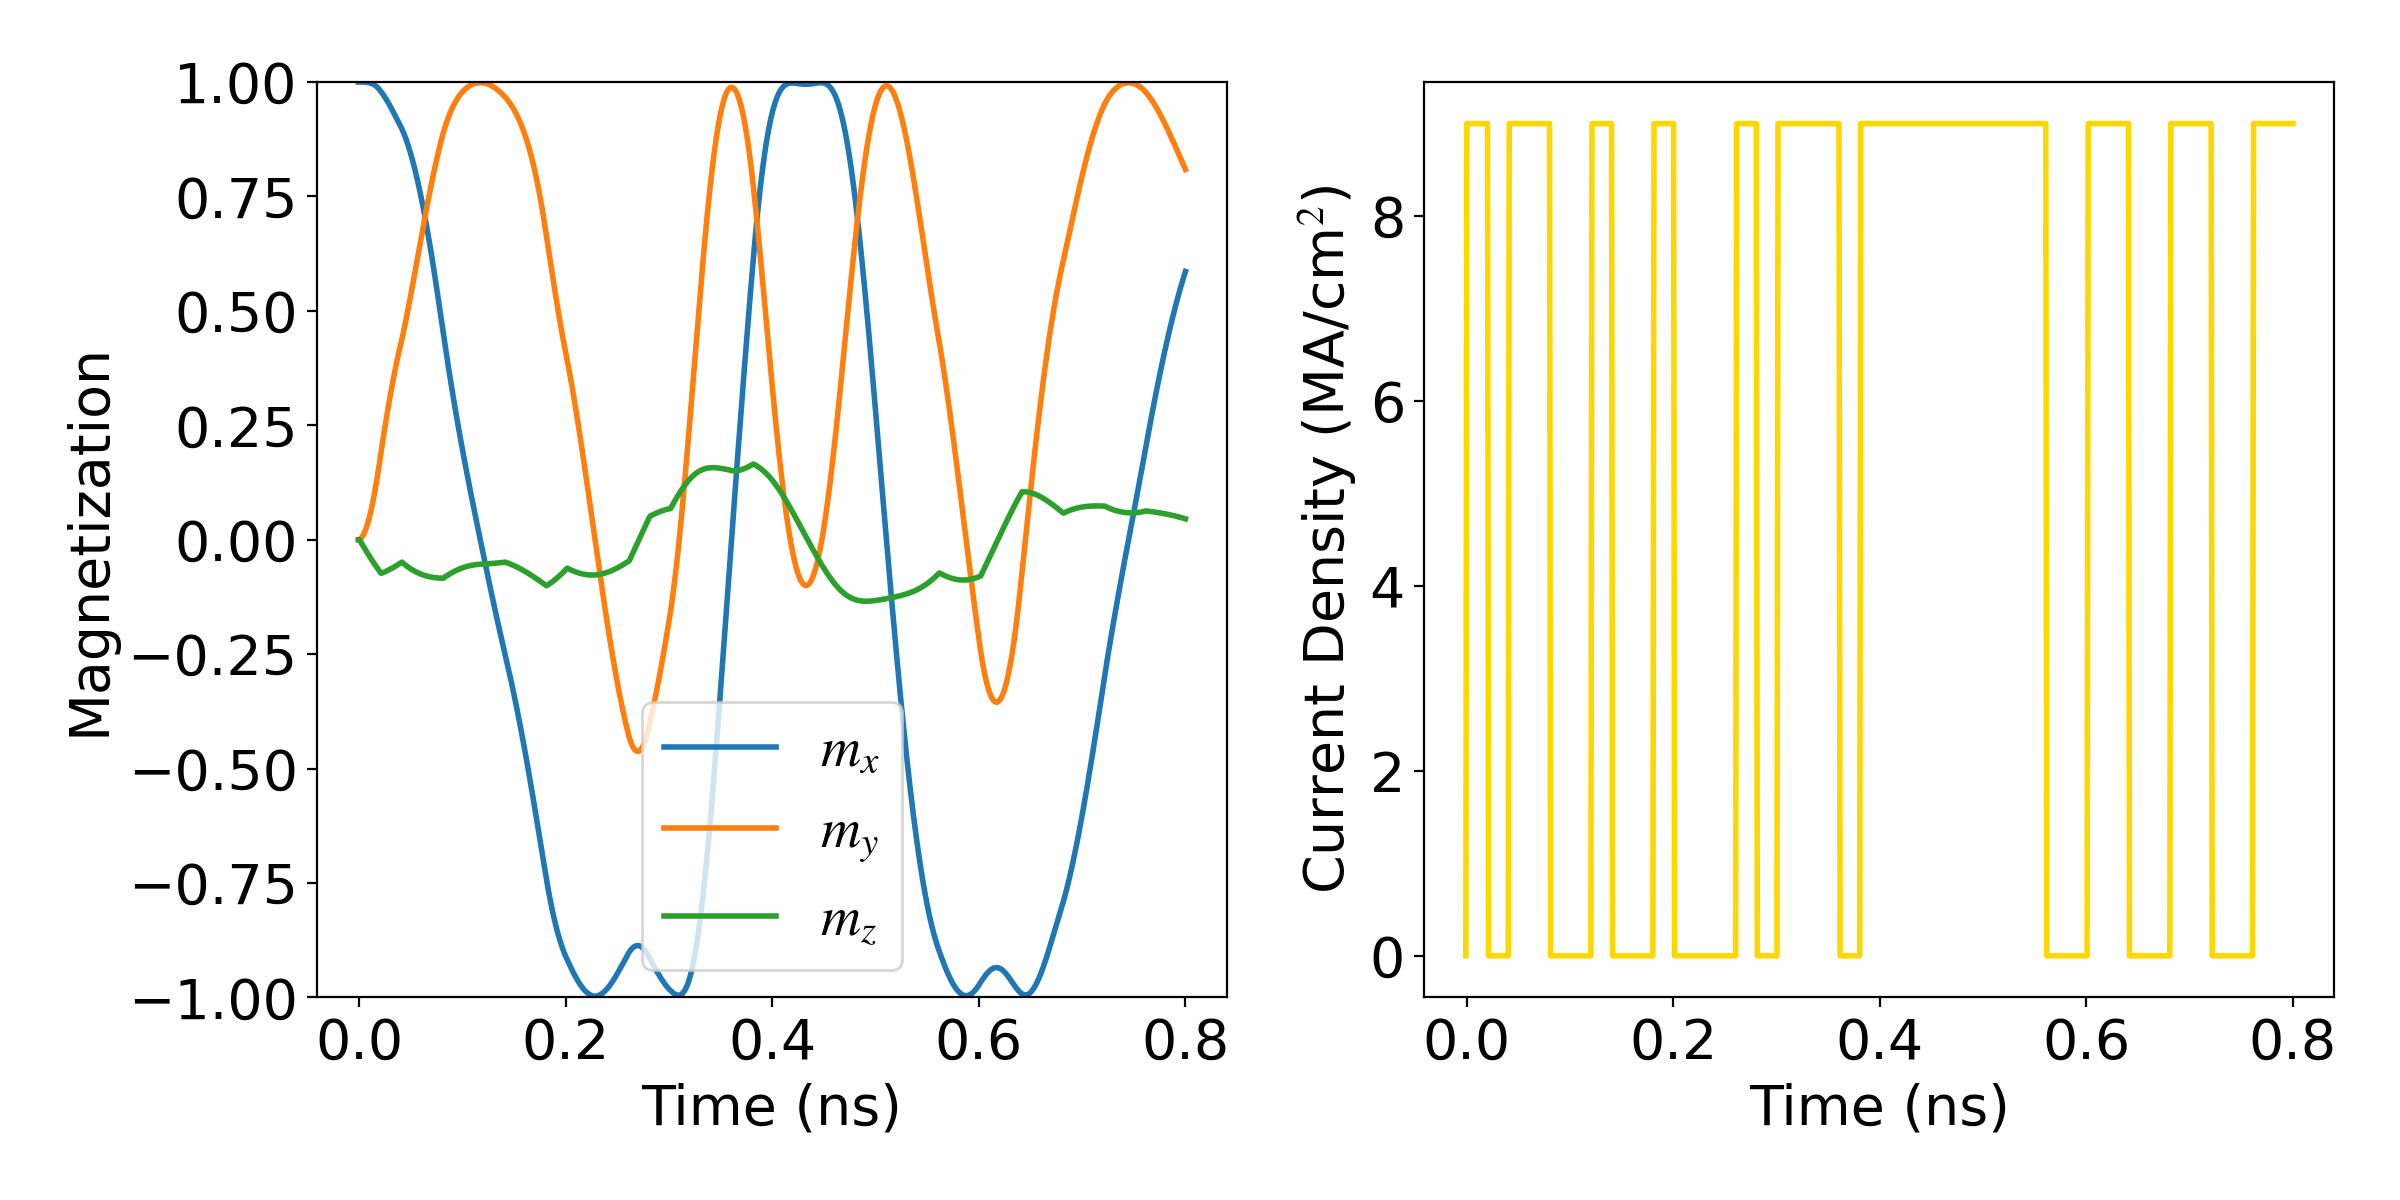 Magnetization
1.00
0.75
0.50
0.25
0.00
−0.25
−0.50
−0.75
−1.00
0.0 0.2 0.4 0.6 0.8
Time (ns)
m_x
m_y
m_z
Current Density (MA/cm²)
8
6
4
2
0
0.0 0.2 0.4 0.6 0.8
Time (ns)